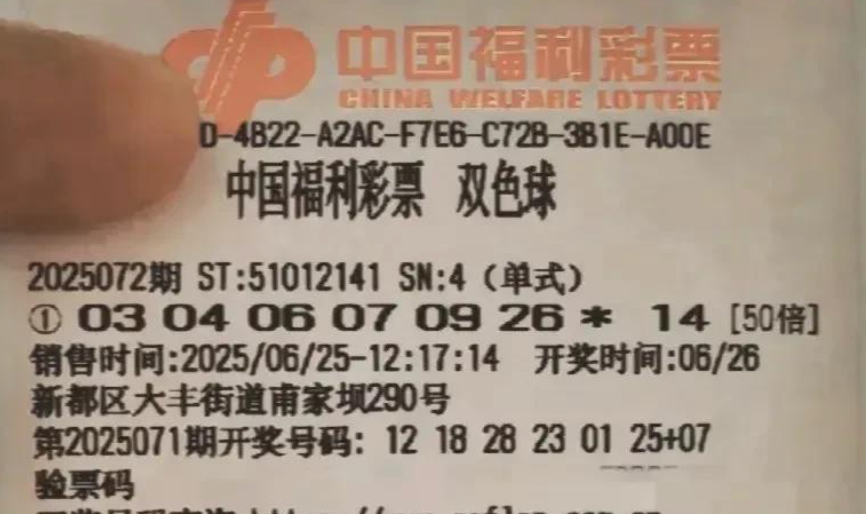 中国福利彩票
CHINA WELFARE LOTTERY
D-4B22-A2AC-F7E6-C72B-3B1E-A00E
中国福利彩票 双色球
2025072期 ST:51012141 SN:4 (单式)
① 03 04 06 07 09 26 * 14 [50倍]
销售时间:2025/06/25-12:17:14 开奖时间:06/26
新都区大丰街道甫家坝290号
第2025071期开奖号码: 12 18 28 23 01 25+07
验票码